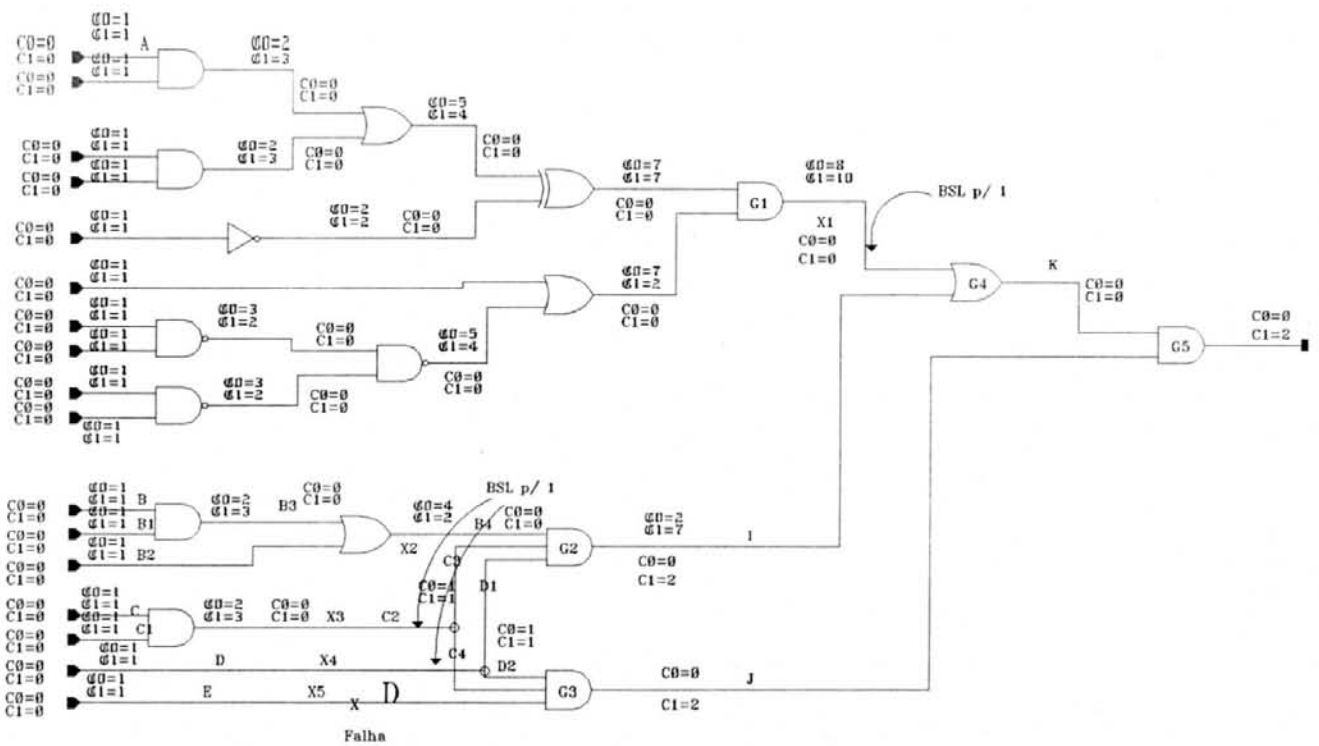 ℂ0=1
ℂ1=1
C0=0
C1=0
A
ℂ0=1
ℂ1=1
C0=0
C1=0
ℂ0=2
ℂ1=3
C0=0
C1=0
ℂ0=5
ℂ1=4
C0=0
C1=0
ℂ0=1
ℂ1=1
C0=0
C1=0
ℂ0=1
ℂ1=1
C0=0
C1=0
ℂ0=2
ℂ1=3
C0=0
C1=0
ℂ0=7
ℂ1=7
C0=0
C1=0
G1
ℂ0=8
ℂ1=10
BSL p/ 1
X1
C0=0
C1=0
ℂ0=1
ℂ1=1
C0=0
C1=0
ℂ0=2
ℂ1=2
C0=0
C1=0
ℂ0=1
ℂ1=1
C0=0
C1=0
ℂ0=7
ℂ1=2
C0=0
C1=0
G4
K
C0=0
C1=0
G5
C0=0
C1=2
ℂ0=1
ℂ1=1
C0=0
C1=0
ℂ0=1
ℂ1=1
C0=0
C1=0
ℂ0=3
ℂ1=2
C0=0
C1=0
ℂ0=5
ℂ1=4
C0=0
C1=0
ℂ0=1
ℂ1=1
C0=0
C1=0
C0=0
C1=0
ℂ0=1
ℂ1=1
ℂ0=3
ℂ1=2
C0=0
C1=0
ℂ0=1
ℂ1=1
B
C0=0
C1=0
ℂ0=1
ℂ1=1
B1
C0=0
C1=0
ℂ0=1
ℂ1=1
B2
C0=0
C1=0
ℂ0=2
ℂ1=3
B3
C0=0
C1=0
BSL p/ 1
ℂ0=4
ℂ1=2
X2
B4
C0=0
C1=0
G2
ℂ0=2
ℂ1=7
I
C0=0
C1=2
C3
C0=1
C1=1
D1
ℂ0=1
ℂ1=1
C
C0=0
C1=0
ℂ0=1
ℂ1=1
C1
C0=0
C1=0
ℂ0=2
ℂ1=3
C0=0
C1=0
X3
C2
C4
C0=1
C1=1
D2
ℂ0=1
ℂ1=1
C0=0
C1=0
D
X4
ℂ0=1
ℂ1=1
C0=0
C1=0
E
X5
X
D
G3
C0=0
J
C1=2
Falha